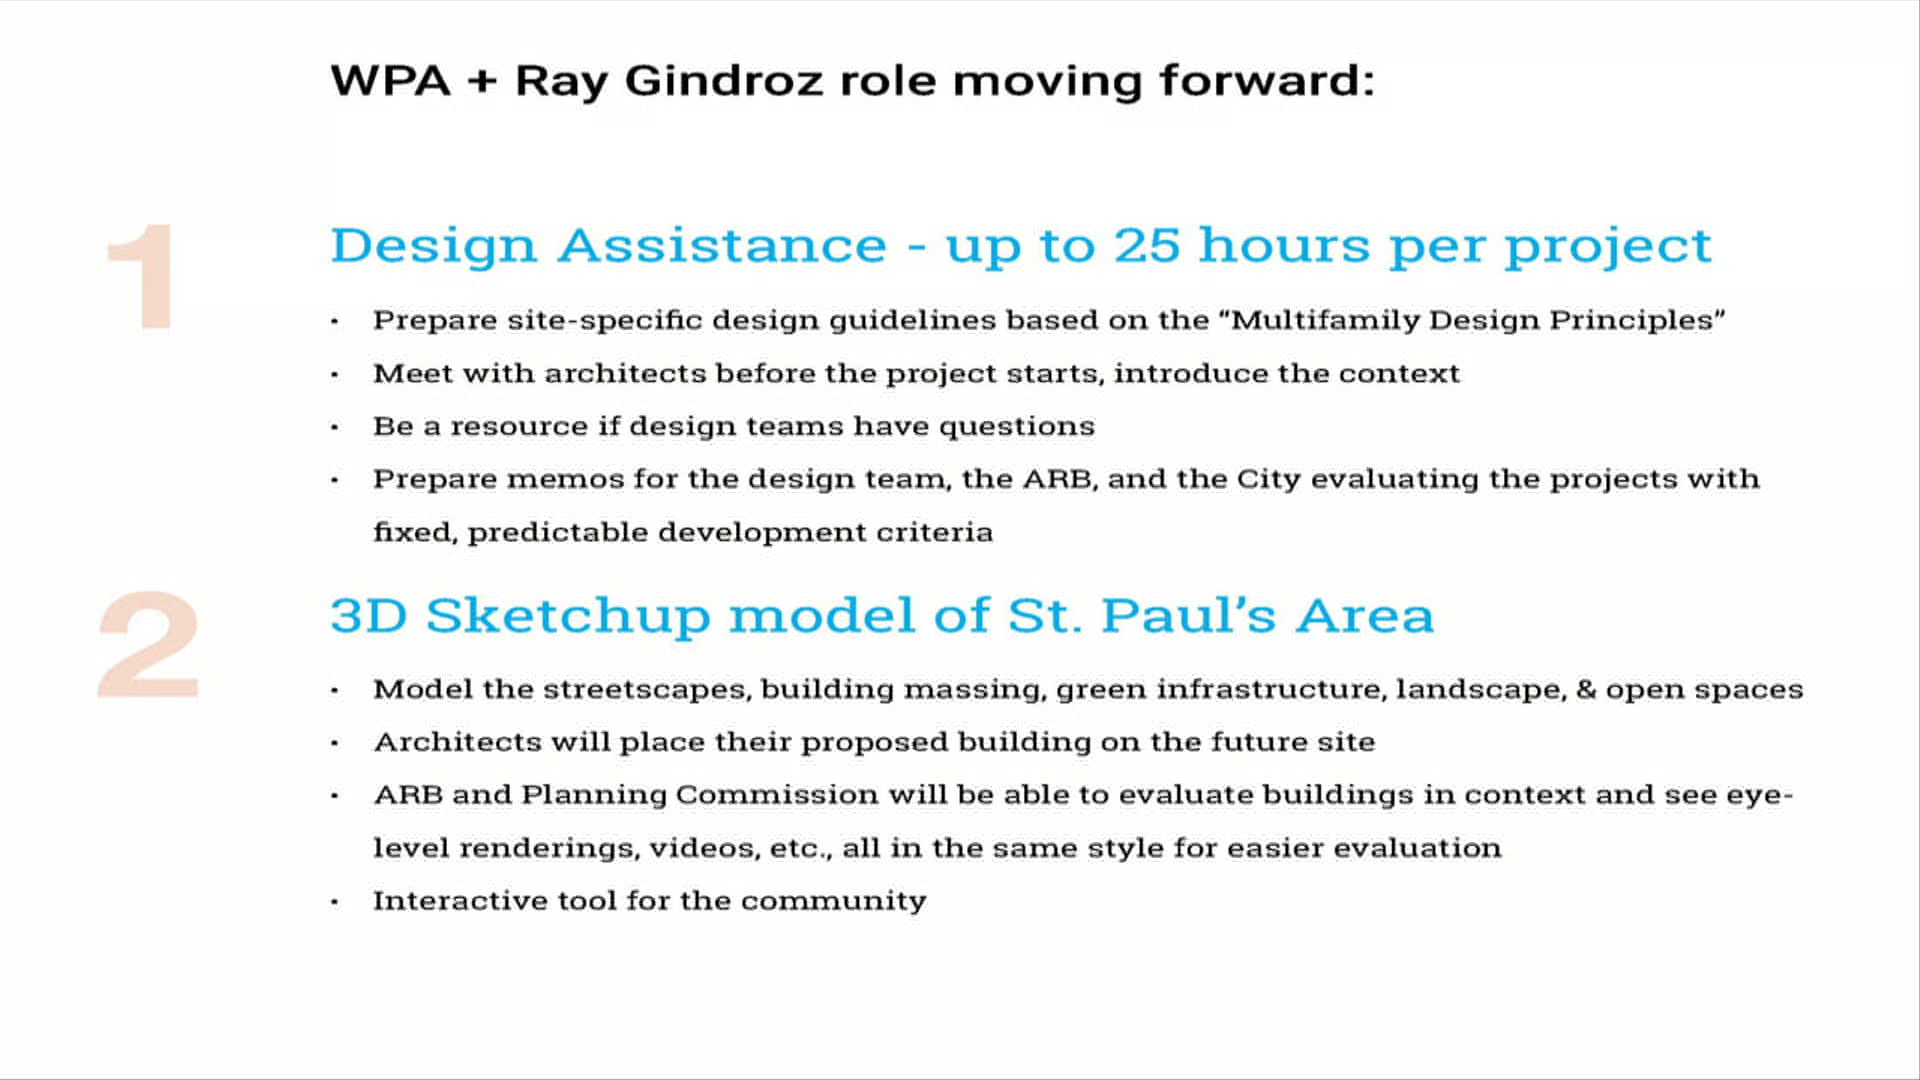 WPA + Ray Gindroz role moving forward:
1
Design Assistance - up to 25 hours per project
• Prepare site-specific design guidelines based on the “Multifamily Design Principles”
• Meet with architects before the project starts, introduce the context
• Be a resource if design teams have questions
• Prepare memos for the design team, the ARB, and the City evaluating the projects with
fixed, predictable development criteria
2
3D Sketchup model of St. Paul’s Area
• Model the streetscapes, building massing, green infrastructure, landscape, & open spaces
• Architects will place their proposed building on the future site
• ARB and Planning Commission will be able to evaluate buildings in context and see eye-
level renderings, videos, etc., all in the same style for easier evaluation
• Interactive tool for the community